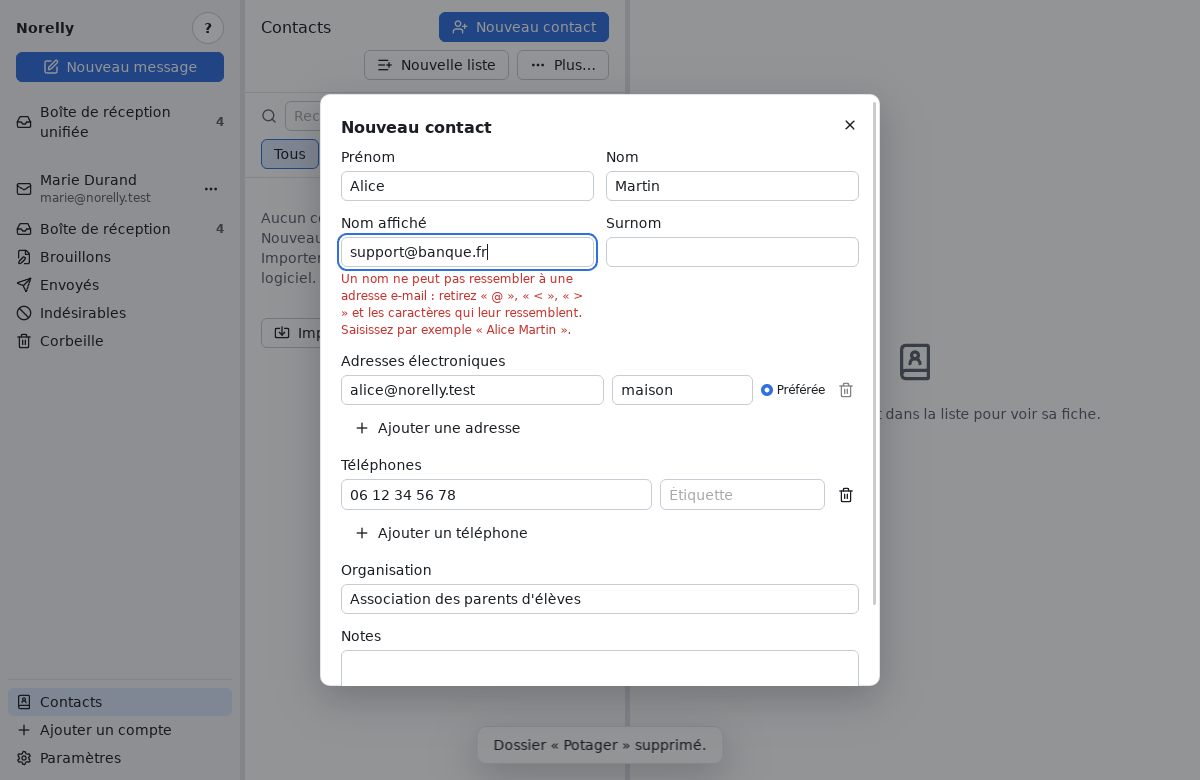 Norelly
?
Nouveau message
Boîte de réception
unifiée
4
Marie Durand
marie@norelly.test
Boîte de réception
4
Brouillons
Envoyés
Indésirables
Corbeille
Contacts
Ajouter un compte
Paramètres
Contacts
Nouveau contact
Nouvelle liste
Plus...
Rec
Tous
Aucun co
Nouveau
Importer
logiciel.
Imp
Nouveau contact
Prénom
Nom
Alice
Martin
Nom affiché
Surnom
support@banque.fr
Un nom ne peut pas ressembler à une
adresse e-mail : retirez « @ », « < », « >
» et les caractères qui leur ressemblent.
Saisissez par exemple « Alice Martin ».
Adresses électroniques
alice@norelly.test
maison
Préférée
Ajouter une adresse
Téléphones
06 12 34 56 78
Étiquette
Ajouter un téléphone
Organisation
Association des parents d'élèves
Notes
t dans la liste pour voir sa fiche.
Dossier « Potager » supprimé.